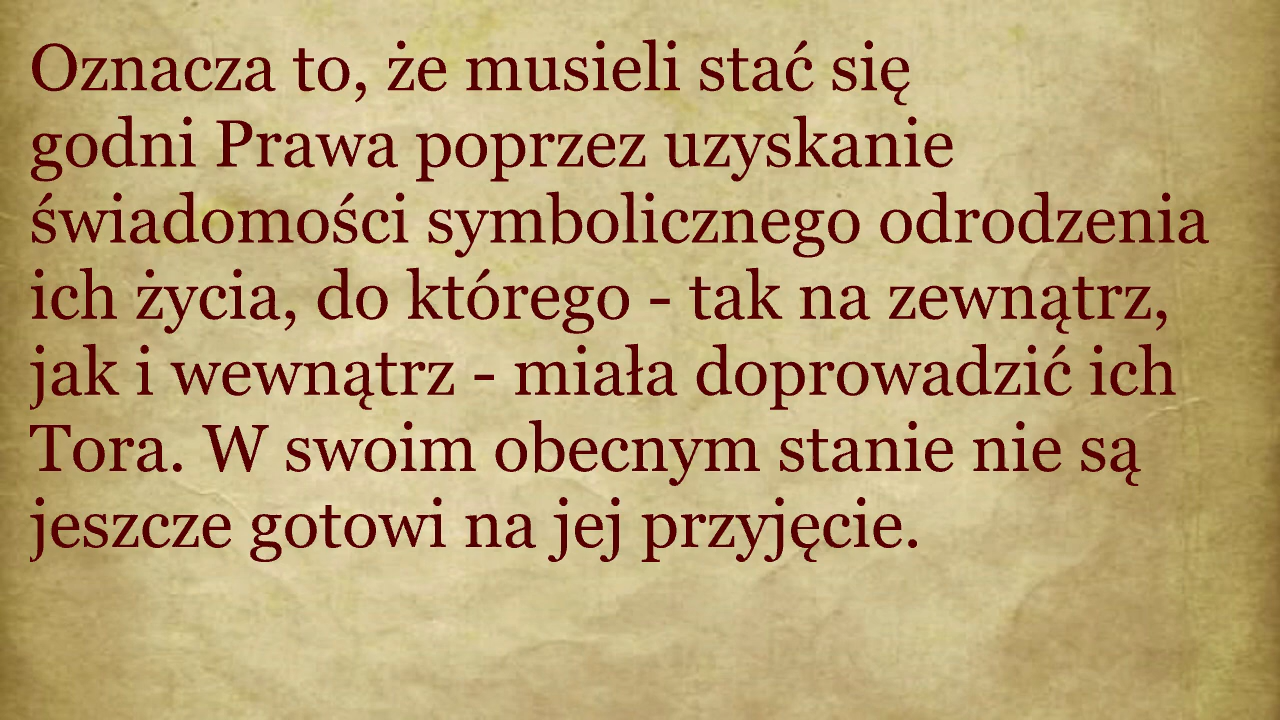 Oznacza to, że musieli stać się
godni Prawa poprzez uzyskanie
świadomości symbolicznego odrodzenia
ich życia, do którego - tak na zewnątrz,
jak i wewnątrz - miała doprowadzić ich
Tora. W swoim obecnym stanie nie są
jeszcze gotowi na jej przyjęcie.